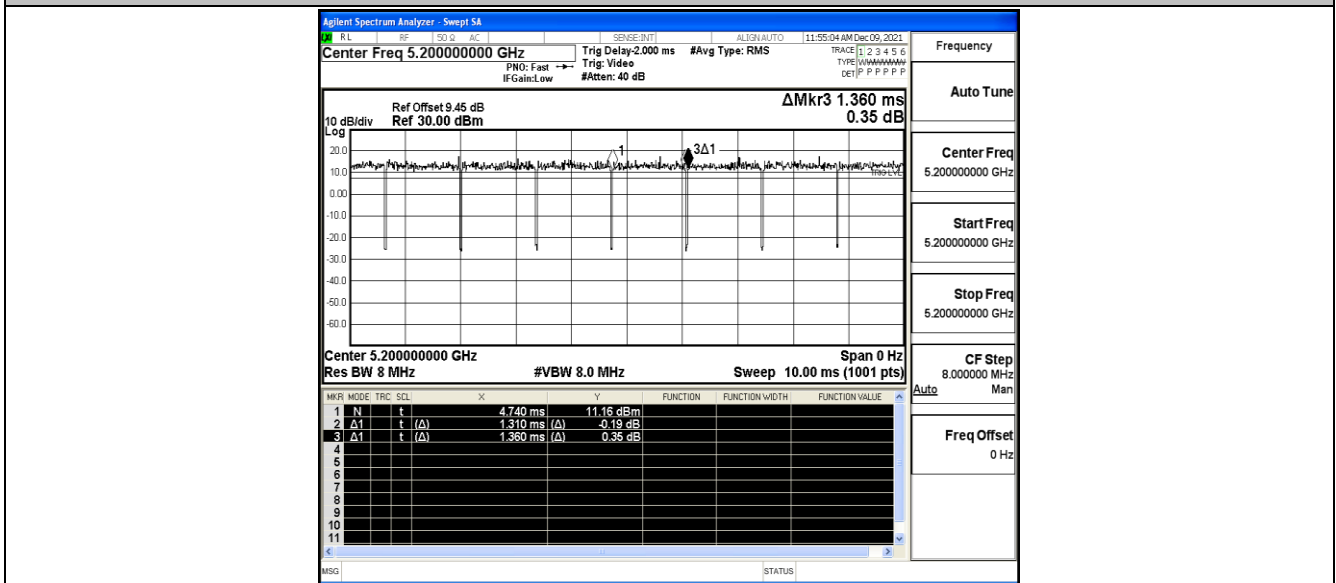 Agilent Spectrum Analyzer - Swept SA
LXI RL RF 50 Ω AC SENSE:INT ALIGNAUTO 11:55:04 AM Dec 09, 2021
Center Freq 5.200000000 GHz
PNO: Fast
IFGain:Low
Trig Delay-2.000 ms
Trig: Video
#Atten: 40 dB
#Avg Type: RMS
TRACE 1 2 3 4 5 6
TYPE
DET P P P P P P
Ref Offset 9.45 dB
10 dB/div Ref 30.00 dBm
Log
ΔMkr3 1.360 ms
0.35 dB
20.0
10.0
0.00
-10.0
-20.0
-30.0
-40.0
-50.0
-60.0
1
3Δ1
TRIG LVL
Center 5.200000000 GHz Span 0 Hz
Res BW 8 MHz #VBW 8.0 MHz Sweep 10.00 ms (1001 pts)
MKR MODE TRC SCL X Y FUNCTION FUNCTION WIDTH FUNCTION VALUE
1 N t 4.740 ms 11.16 dBm
2 Δ1 t (Δ) 1.310 ms (Δ) -0.19 dB
3 Δ1 t (Δ) 1.360 ms (Δ) 0.35 dB
4
5
6
7
8
9
10
11
MSG STATUS
Frequency
Auto Tune
Center Freq
5.200000000 GHz
Start Freq
5.200000000 GHz
Stop Freq
5.200000000 GHz
CF Step
8.000000 MHz
Auto Man
Freq Offset
0 Hz